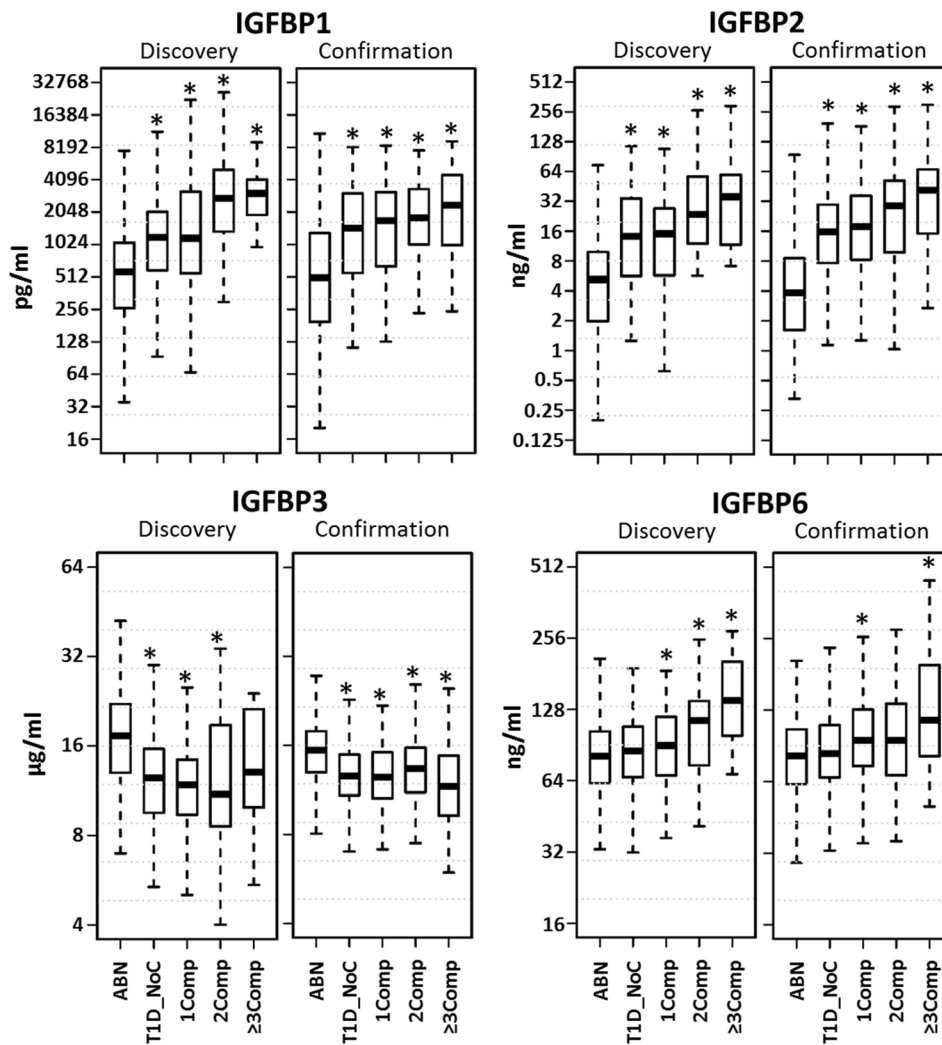 IGFBP1
Discovery Confirmation
pg/ml
32768
16384
8192
4096
2048
1024
512
256
128
64
32
16
* * * *
* * * *
IGFBP2
Discovery Confirmation
ng/ml
512
256
128
64
32
16
8
4
2
1
0.5
0.25
0.125
* * * *
* * * *
IGFBP3
Discovery Confirmation
µg/ml
64
32
16
8
4
* * *
* * * *
ABN T1D_NoC 1Comp 2Comp ≥3Comp
ABN T1D_NoC 1Comp 2Comp ≥3Comp
IGFBP6
Discovery Confirmation
ng/ml
512
256
128
64
32
16
* * *
* *
ABN T1D_NoC 1Comp 2Comp ≥3Comp
ABN T1D_NoC 1Comp 2Comp ≥3Comp